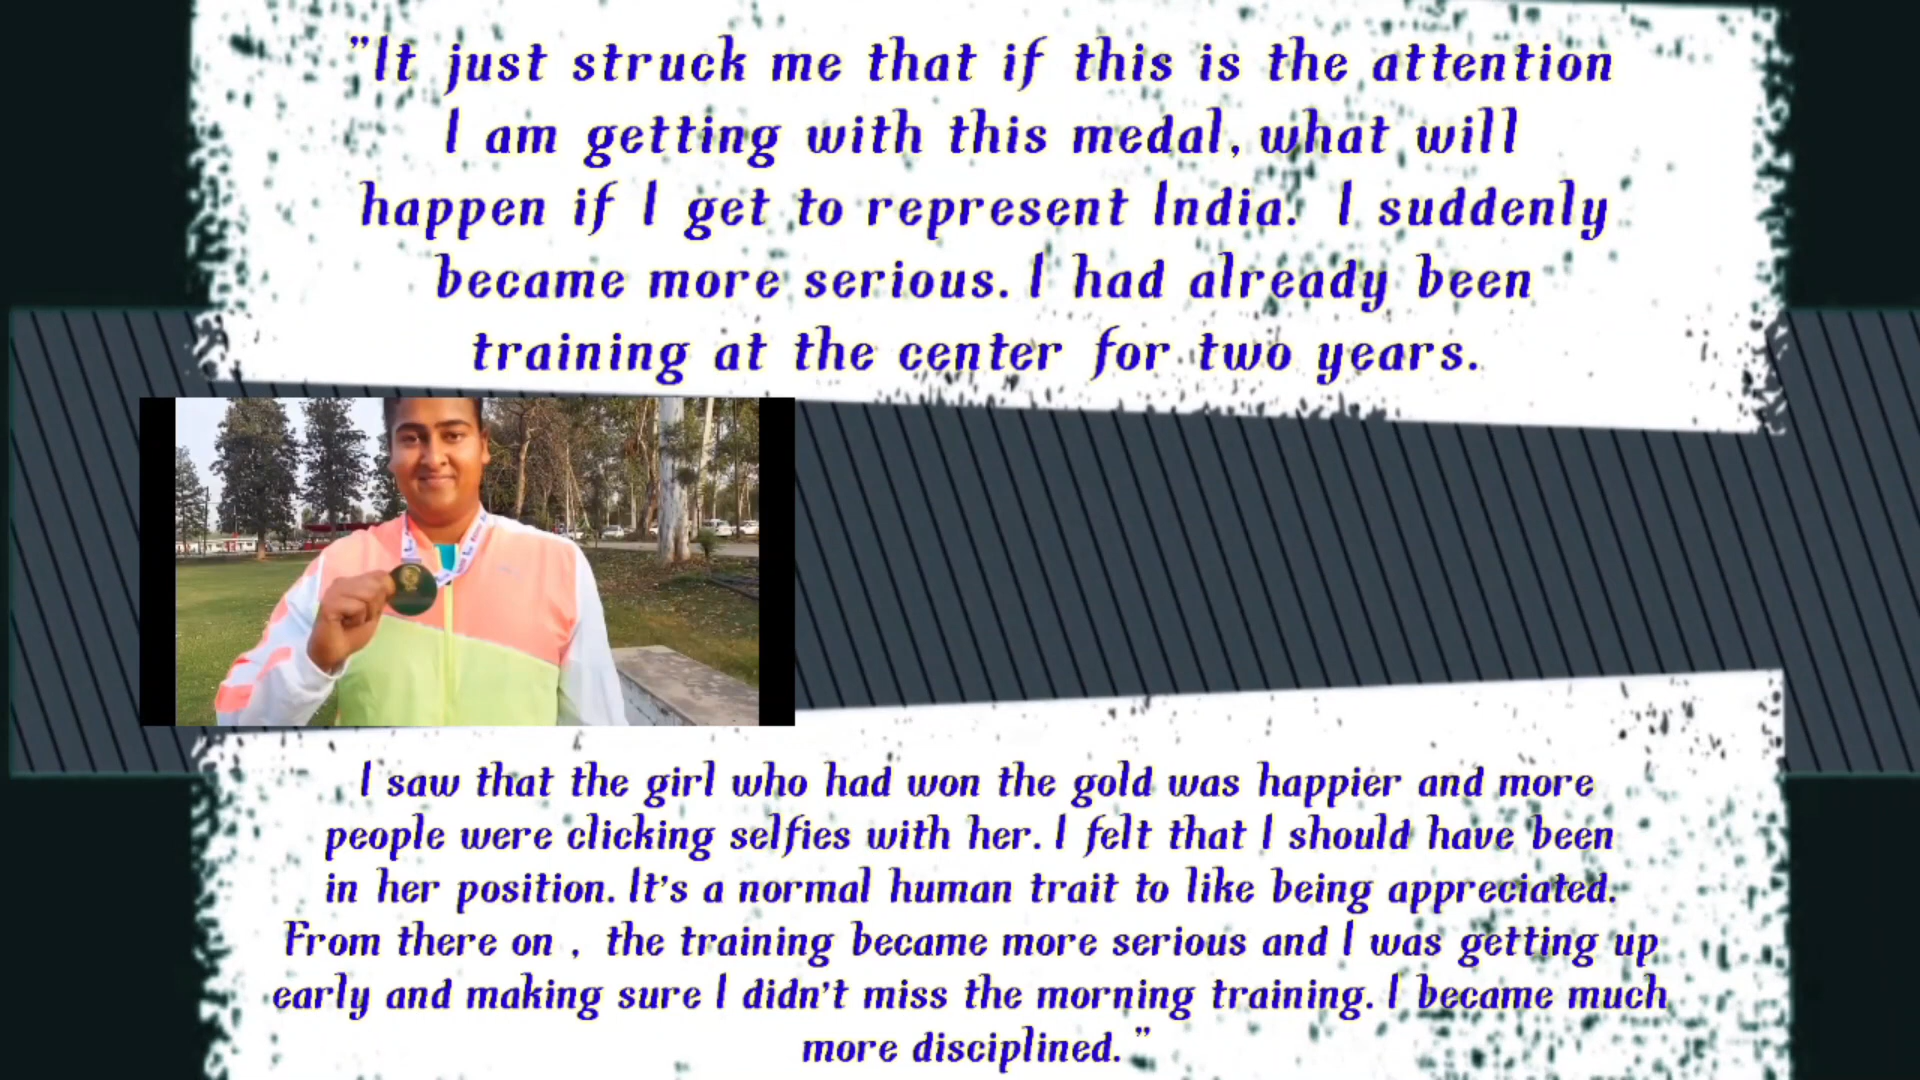 "It just struck me that if this is the attention
I am getting with this medal, what will
happen if I get to represent India. I suddenly
became more serious. I had already been
training at the center for two years.
I saw that the girl who had won the gold was happier and more
people were clicking selfies with her. I felt that I should have been
in her position. It's a normal human trait to like being appreciated.
From there on , the training became more serious and I was getting up
early and making sure I didn't miss the morning training. I became much
more disciplined. "